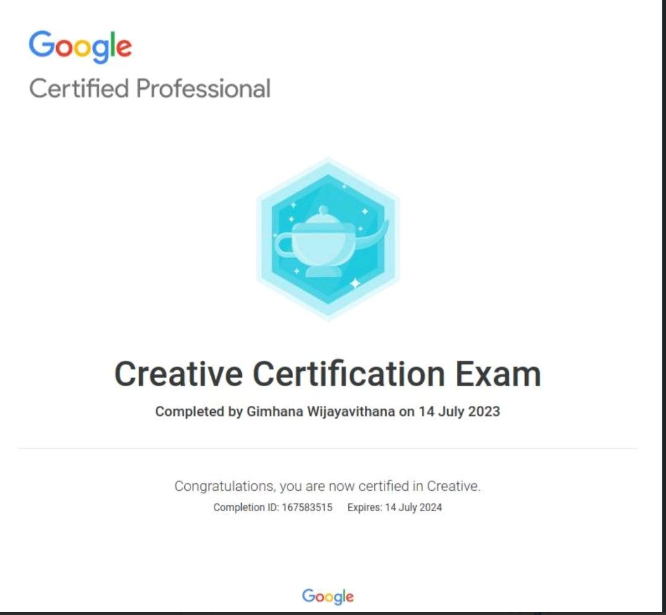 Google
Certified Professional
Creative Certification Exam
Completed by Gimhana Wijayavithana on 14 July 2023
Congratulations, you are now certified in Creative.
Completion ID: 167583515 Expires: 14 July 2024
Google